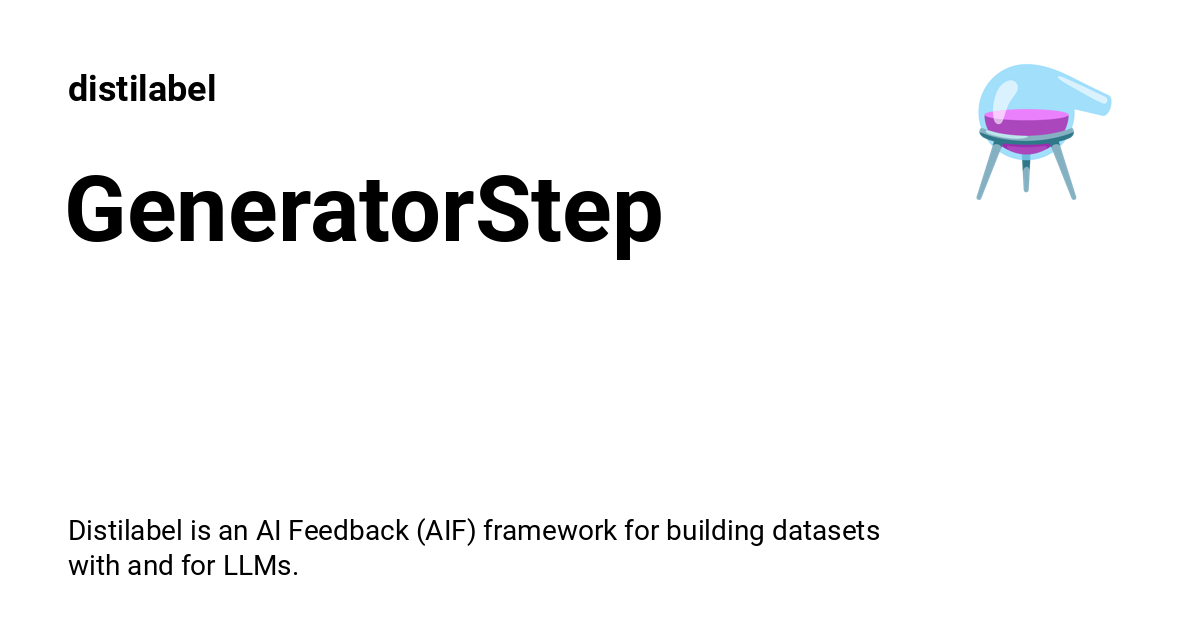 distilabel
GeneratorStep
Distilabel is an AI Feedback (AIF) framework for building datasets
with and for LLMs.